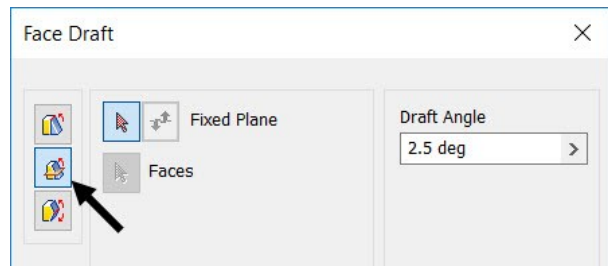 Face Draft
Fixed Plane
Faces
Draft Angle
2.5 deg